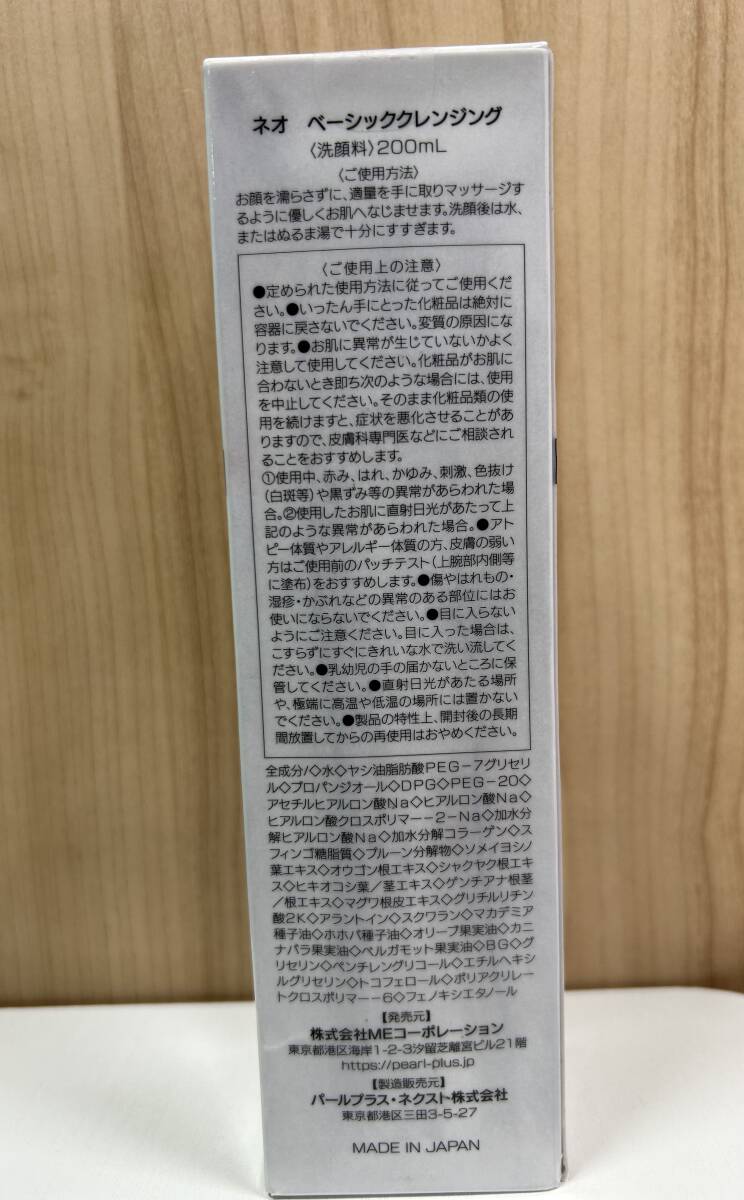 ネオ　ベーシッククレンジング
〈洗顔料〉200mL
〈ご使用方法〉
お顔を濡らさずに、適量を手に取りマッサージす
るように優しくお肌へなじませます。洗顔後は水、
またはぬるま湯で十分にすすぎます。
〈ご使用上の注意〉
●定められた使用方法に従ってご使用くだ
さい。●いったん手にとった化粧品は絶対に
容器に戻さないでください。変質の原因にな
ります。●お肌に異常が生じていないかよく
注意して使用してください。化粧品がお肌に
合わないとき即ち次のような場合には、使用
を中止してください。そのまま化粧品類の使
用を続けますと、症状を悪化させることがあ
りますので、皮膚科専門医などにご相談され
ることをおすすめします。
①使用中、赤み、はれ、かゆみ、刺激、色抜け
（白斑等）や黒ずみ等の異常があらわれた場
合。②使用したお肌に直射日光があたって上
記のような異常があらわれた場合。●アト
ピー体質やアレルギー体質の方、皮膚の弱い
方はご使用前のパッチテスト（上腕部内側等
に塗布）をおすすめします。●傷やはれもの・
湿疹・かぶれなどの異常のある部位にはお
使いにならないでください。●目に入らない
ようにご注意ください。目に入った場合は、
こすらずにすぐにきれいな水で洗い流してく
ださい。●乳幼児の手の届かないところに保
管してください。●直射日光があたる場所
や、極端に高温や低温の場所には置かない
でください。●製品の特性上、開封後の長期
間放置してからの再使用はおやめください。
全成分/◇水◇ヤシ油脂肪酸PEG-7グリセリ
ル◇プロパンジオール◇DPG◇PEG-20◇
アセチルヒアルロン酸Na◇ヒアルロン酸Na◇
ヒアルロン酸クロスポリマー-2-Na◇加水分
解ヒアルロン酸Na◇加水分解コラーゲン◇ス
フィンゴ糖脂質◇プルーン分解物◇ソメイヨシノ
葉エキス◇オウゴン根エキス◇シャクヤク根エキ
ス◇ヒキオコシ葉/茎エキス◇ゲンチアナ根茎
/根エキス◇マグワ根皮エキス◇グリチルリチン
酸2K◇アラントイン◇スクワラン◇マカデミア
種子油◇ホホバ種子油◇オリーブ果実油◇カニ
ナバラ果実油◇ベルガモット果実油◇BG◇グ
リセリン◇ペンチレングリコール◇エチルヘキシ
ルグリセリン◇トコフェロール◇ポリアクリレー
トクロスポリマー-6◇フェノキシエタノール
【発売元】
株式会社MEコーポレーション
東京都港区海岸1-2-3汐留芝離宮ビル21階
https://pearl-plus.jp
【製造販売元】
パールプラス・ネクスト株式会社
東京都港区三田3-5-27
MADE IN JAPAN